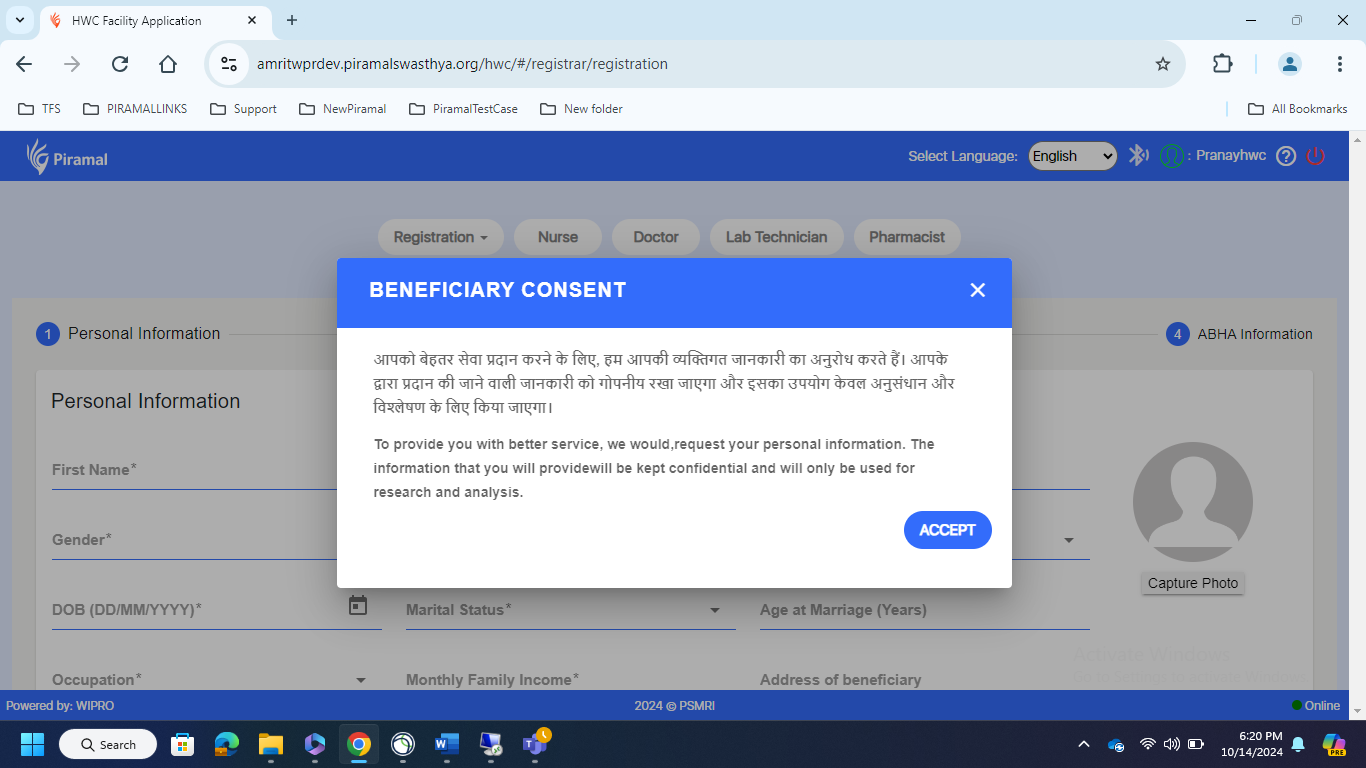 HWC Facility Application
amritwprdev.piramalswasthya.org/hwc/#/registrar/registration
TFS PIRAMALLINKS Support NewPiramal PiramalTestCase New folder All Bookmarks
Piramal Select Language: English : Pranayhwc
Registration Nurse Doctor Lab Technician Pharmacist
BENEFICIARY CONSENT
1 Personal Information 4 ABHA Information
आपको बेहतर सेवा प्रदान करने के लिए, हम आपकी व्यक्तिगत जानकारी का अनुरोध करते हैं। आपके
द्वारा प्रदान की जाने वाली जानकारी को गोपनीय रखा जाएगा और इसका उपयोग केवल अनुसंधान और
विश्लेषण के लिए किया जाएगा।
To provide you with better service, we would,request your personal information. The
information that you will providewill be kept confidential and will only be used for
research and analysis.
ACCEPT
Personal Information
First Name*
Gender*
Capture Photo
DOB (DD/MM/YYYY)* Marital Status* Age at Marriage (Years)
Activate Windows
Occupation* Monthly Family Income* Address of beneficiary
Powered by: WIPRO 2024 © PSMRI Online
Search 6:20 PM
10/14/2024
PRE